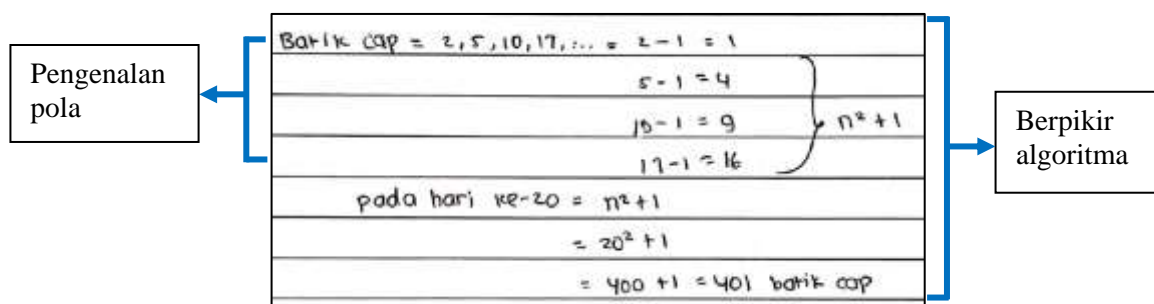 Pengenalan
pola
Batik cap = 2, 5, 10, 17, ... = 2 - 1 = 1
5 - 1 = 4
10 - 1 = 9
17 - 1 = 16
n² + 1
pada hari ke-20 = n² + 1
= 20² + 1
= 400 + 1 = 401 batik cap
Berpikir
algoritma